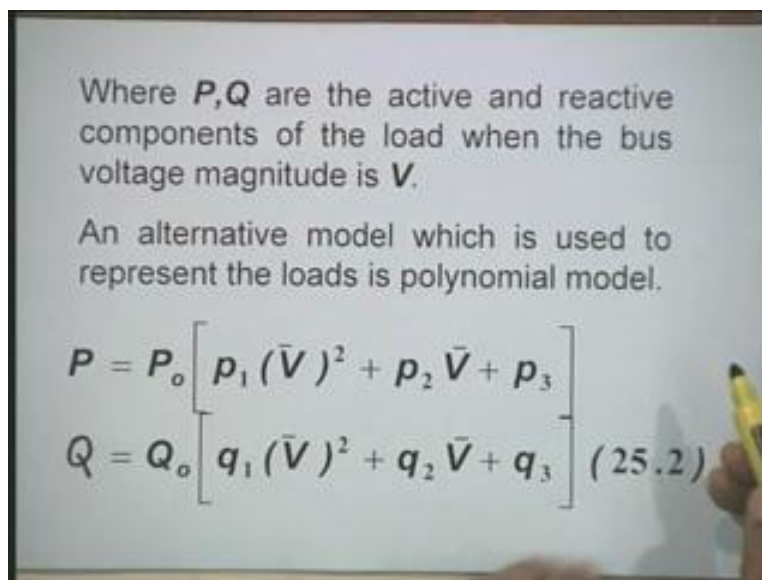 Where P,Q are the active and reactive
components of the load when the bus
voltage magnitude is V.
An alternative model which is used to
represent the loads is polynomial model.
P = Pₒ[p₁(V̄)² + p₂V̄ + p₃]
Q = Qₒ[q₁(V̄)² + q₂V̄ + q₃] (25.2)